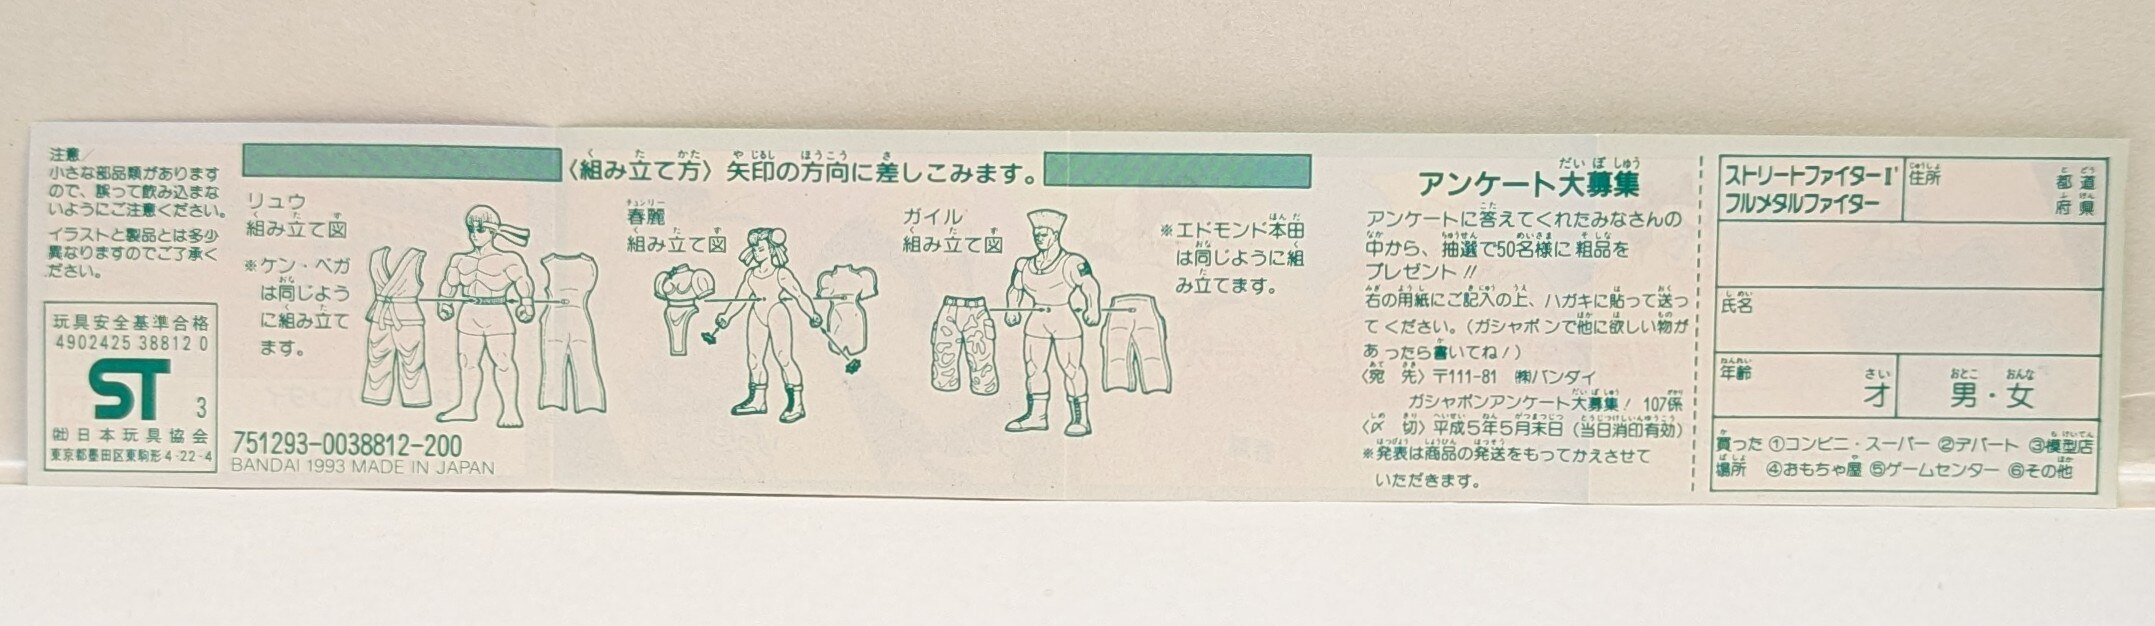 注意
小さな部品類があります
ので、誤って飲み込まな
いようにご注意ください。
イラストと製品とは多少
異なりますのでご了承く
ださい。
玩具安全基準合格
4902425 38812 0
ST 3
㈳日本玩具協会
東京都墨田区東駒形4-22-4
〈組み立て方〉矢印の方向に差しこみます。
リュウ
組み立て図
※ケン・ベガ
は同じよう
に組み立て
ます。
751293-0038812-200
BANDAI 1993 MADE IN JAPAN
春麗
組み立て図
ガイル
組み立て図
※エドモンド本田
は同じように組
み立てます。
アンケート大募集
アンケートに答えてくれたみなさんの
中から、抽選で50名様に粗品を
プレゼント!!
右の用紙にご記入の上、ハガキに貼って送っ
てください。(ガシャポンで他に欲しい物が
あったら書いてね!)
〈宛先〉〒111-81 ㈱バンダイ
ガシャポンアンケート大募集! 107係
〈〆切〉平成5年5月末日(当日消印有効)
※発表は商品の発送をもってかえさせて
いただきます。
ストリートファイターII'
フルメタルファイター
住所
都道
府県
氏名
年齢
才
男・女
買った ①コンビニ・スーパー ②デパート ③模型店
場所 ④おもちゃ屋 ⑤ゲームセンター ⑥その他